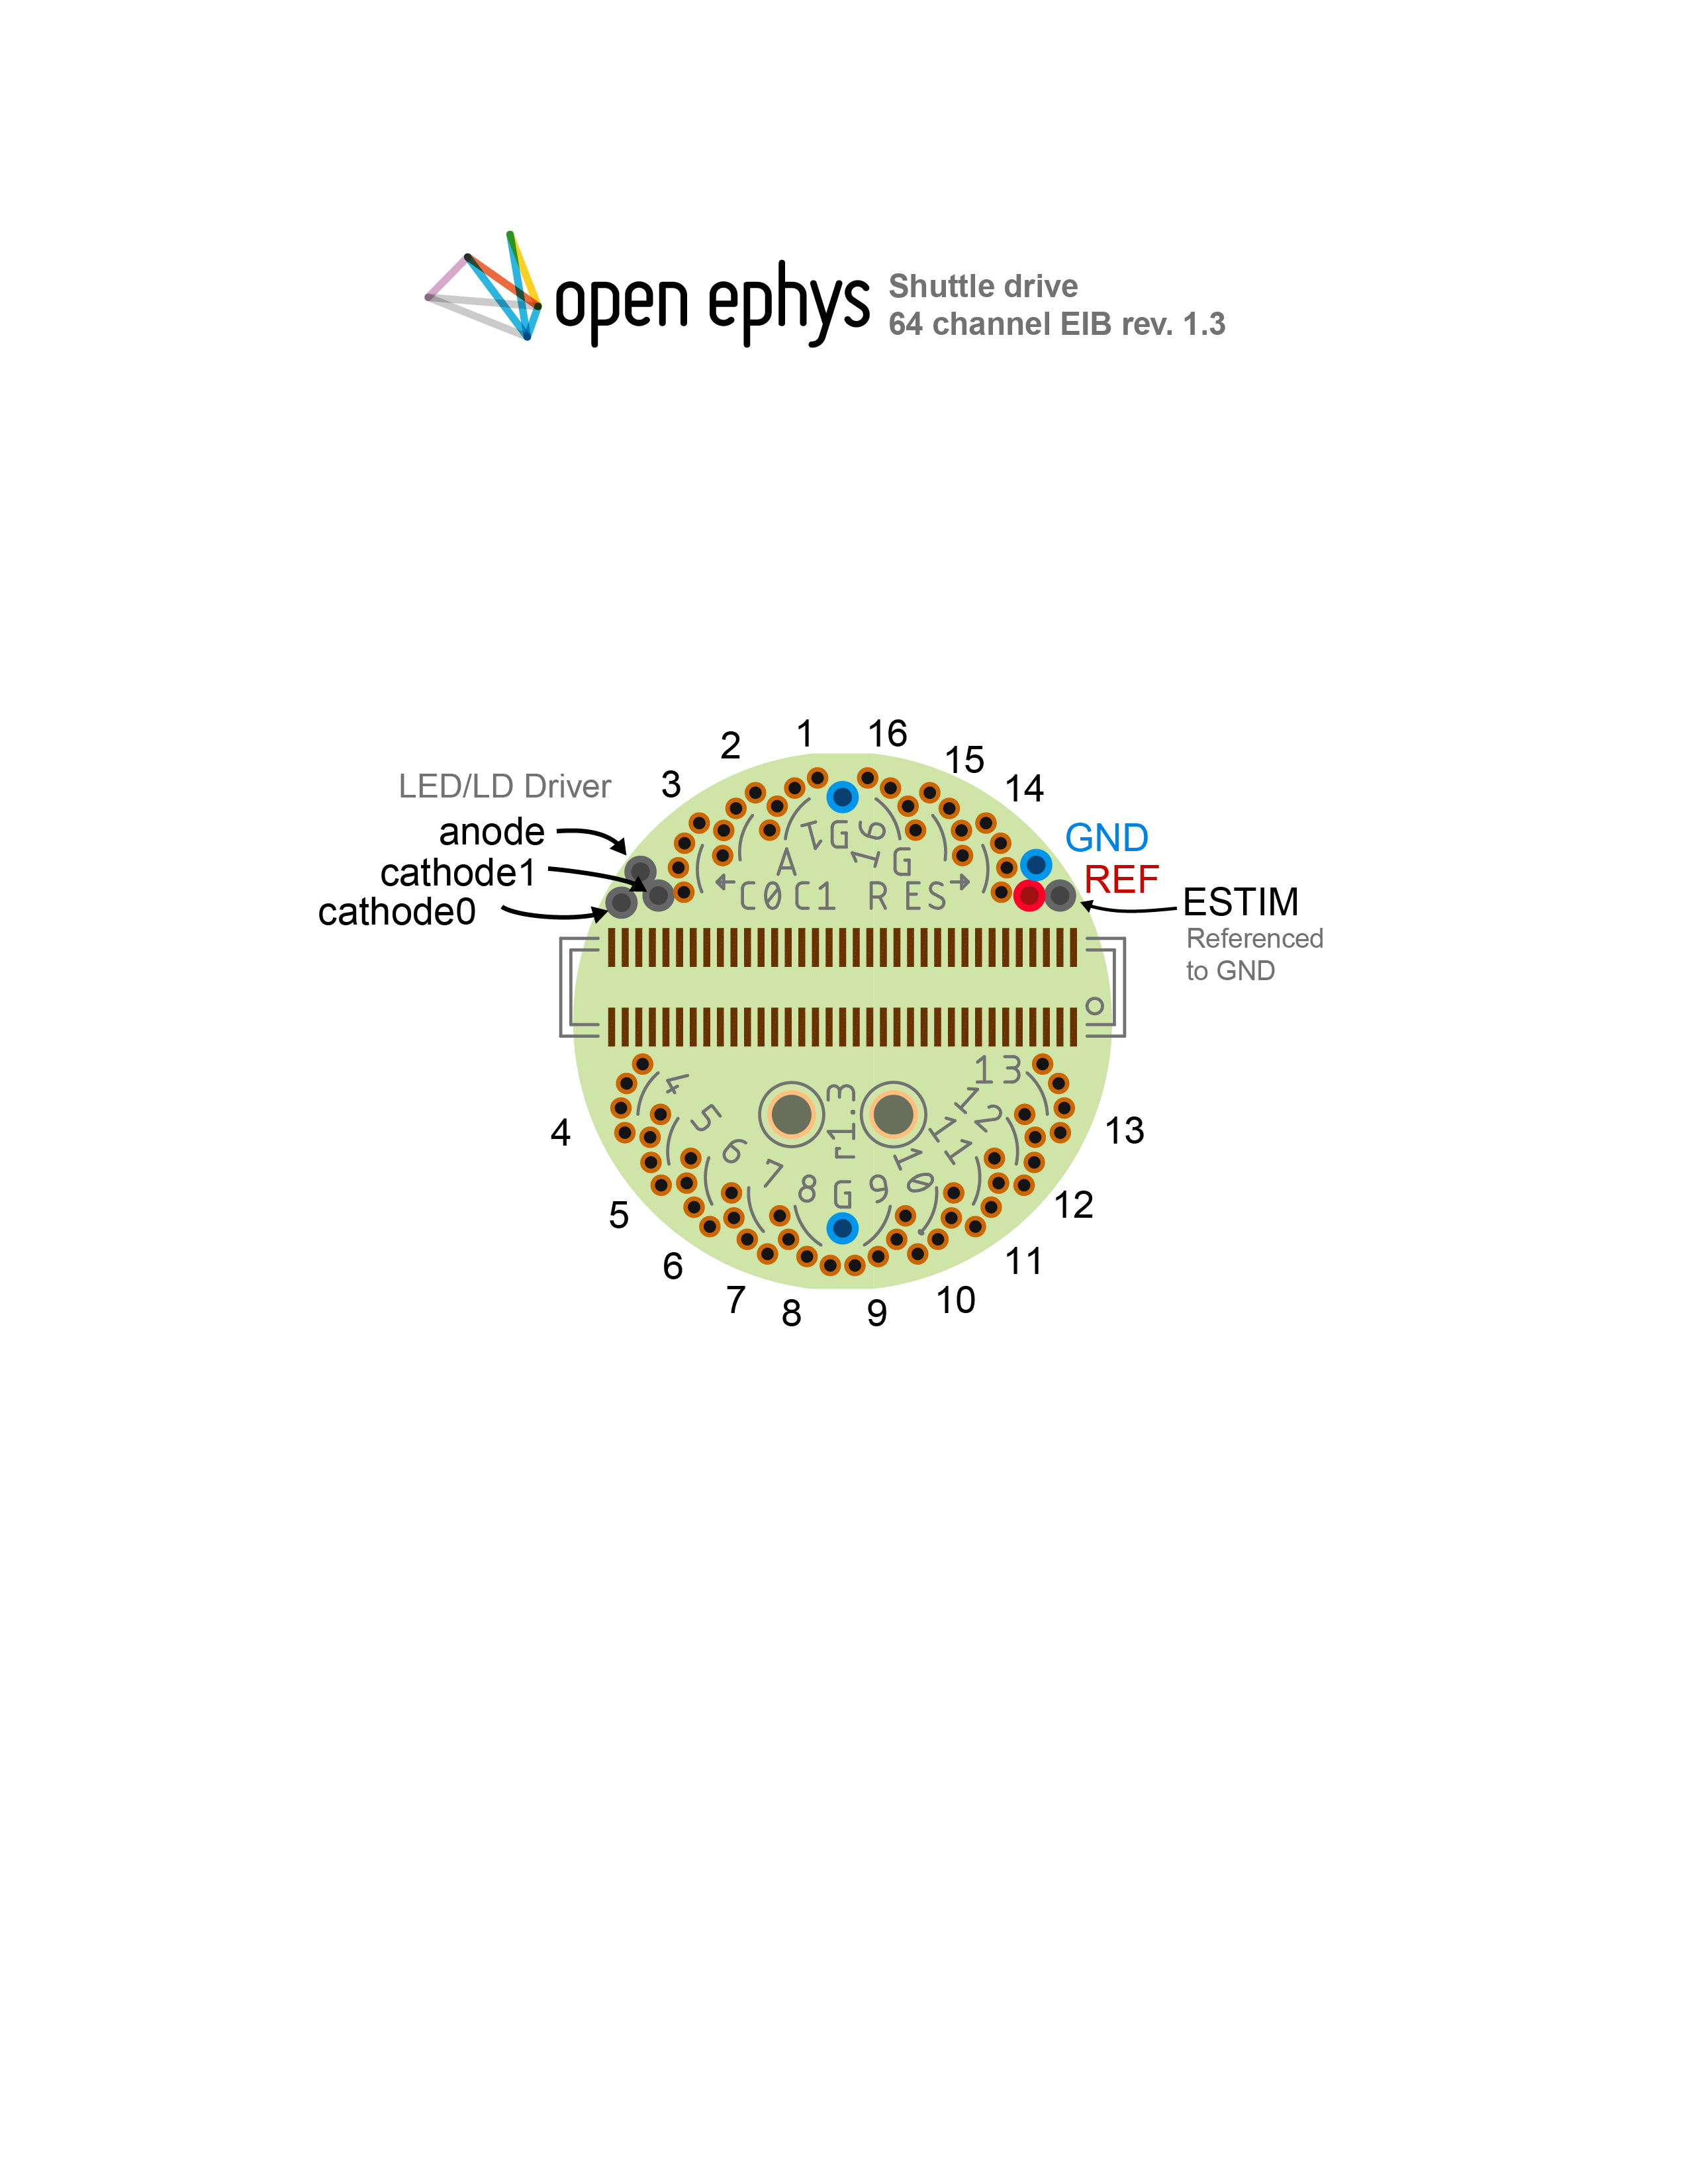 open ephys
Shuttle drive
64 channel EIB rev. 1.3
1
16
2
15
3
14
LED/LD Driver
anode
cathode1
cathode0
GND
REF
ESTIM
Referenced
to GND
1
G
16
A
G
C0 C1 R ES
4
5
6
7
8
G
9
10
11
12
13
r1.3
4
13
5
12
6
11
7
10
8
9